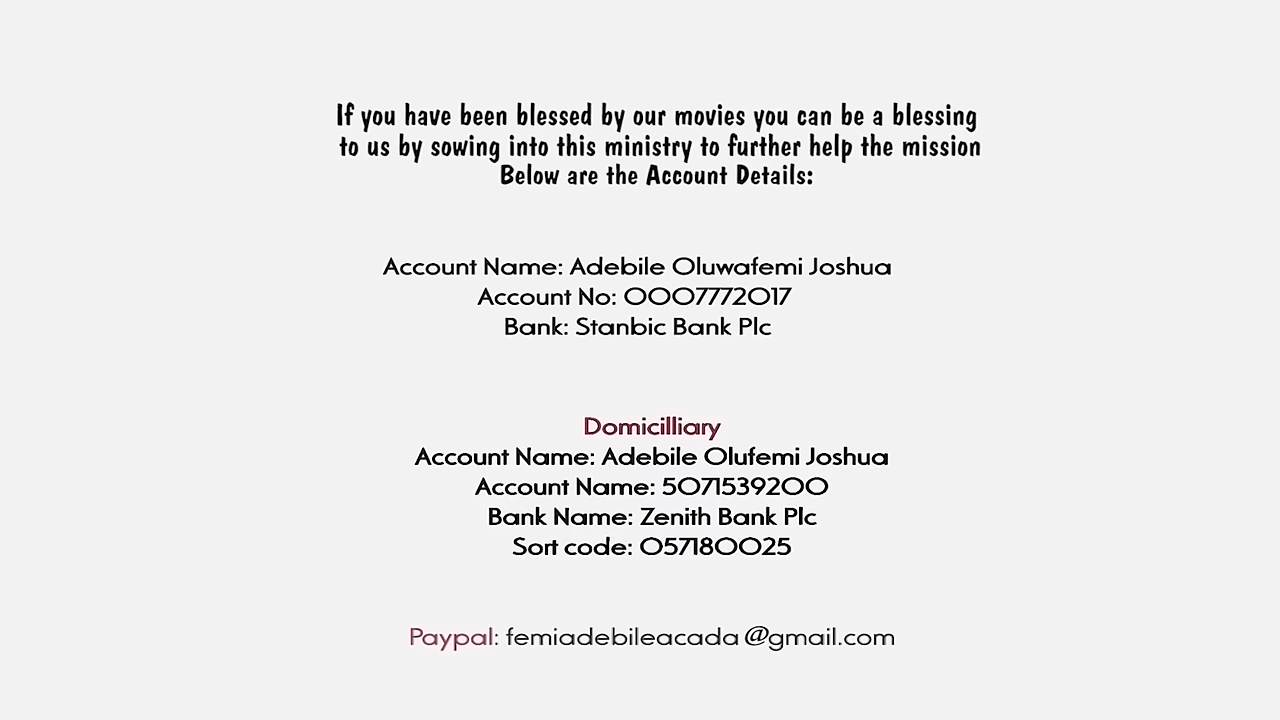 If you have been blessed by our movies you can be a blessing
to us by sowing into this ministry to further help the mission
Below are the Account Details:
Account Name: Adebile Oluwafemi Joshua
Account No: 0007772017
Bank: Stanbic Bank Plc
Domicilliary
Account Name: Adebile Olufemi Joshua
Account Name: 5071539200
Bank Name: Zenith Bank Plc
Sort code: 057180025
Paypal: femiadebileacada@gmail.com